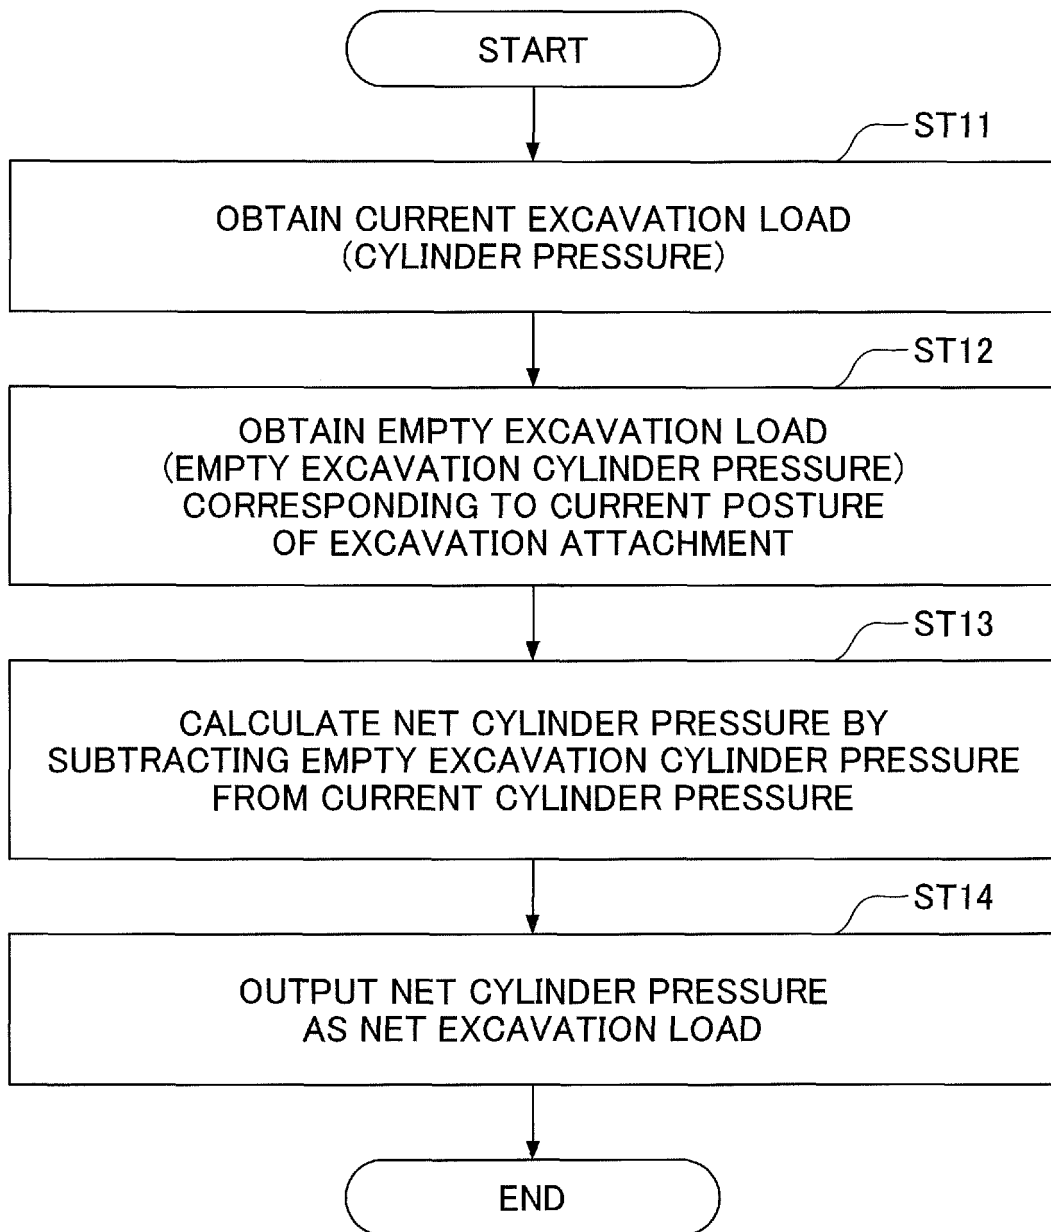 START
ST11
OBTAIN CURRENT EXCAVATION LOAD
(CYLINDER PRESSURE)
ST12
OBTAIN EMPTY EXCAVATION LOAD
(EMPTY EXCAVATION CYLINDER PRESSURE)
CORRESPONDING TO CURRENT POSTURE
OF EXCAVATION ATTACHMENT
ST13
CALCULATE NET CYLINDER PRESSURE BY
SUBTRACTING EMPTY EXCAVATION CYLINDER PRESSURE
FROM CURRENT CYLINDER PRESSURE
ST14
OUTPUT NET CYLINDER PRESSURE
AS NET EXCAVATION LOAD
END